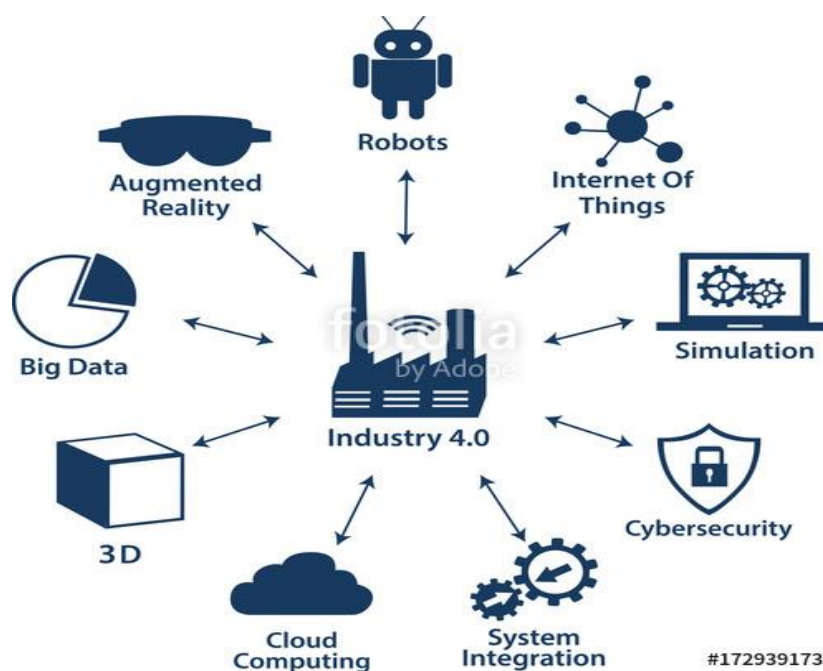 Robots
Augmented
Reality
Internet Of
Things
Big Data
fotolia
by Adobe
Simulation
Industry 4.0
3D
Cybersecurity
Cloud
Computing
System
Integration
#172939173